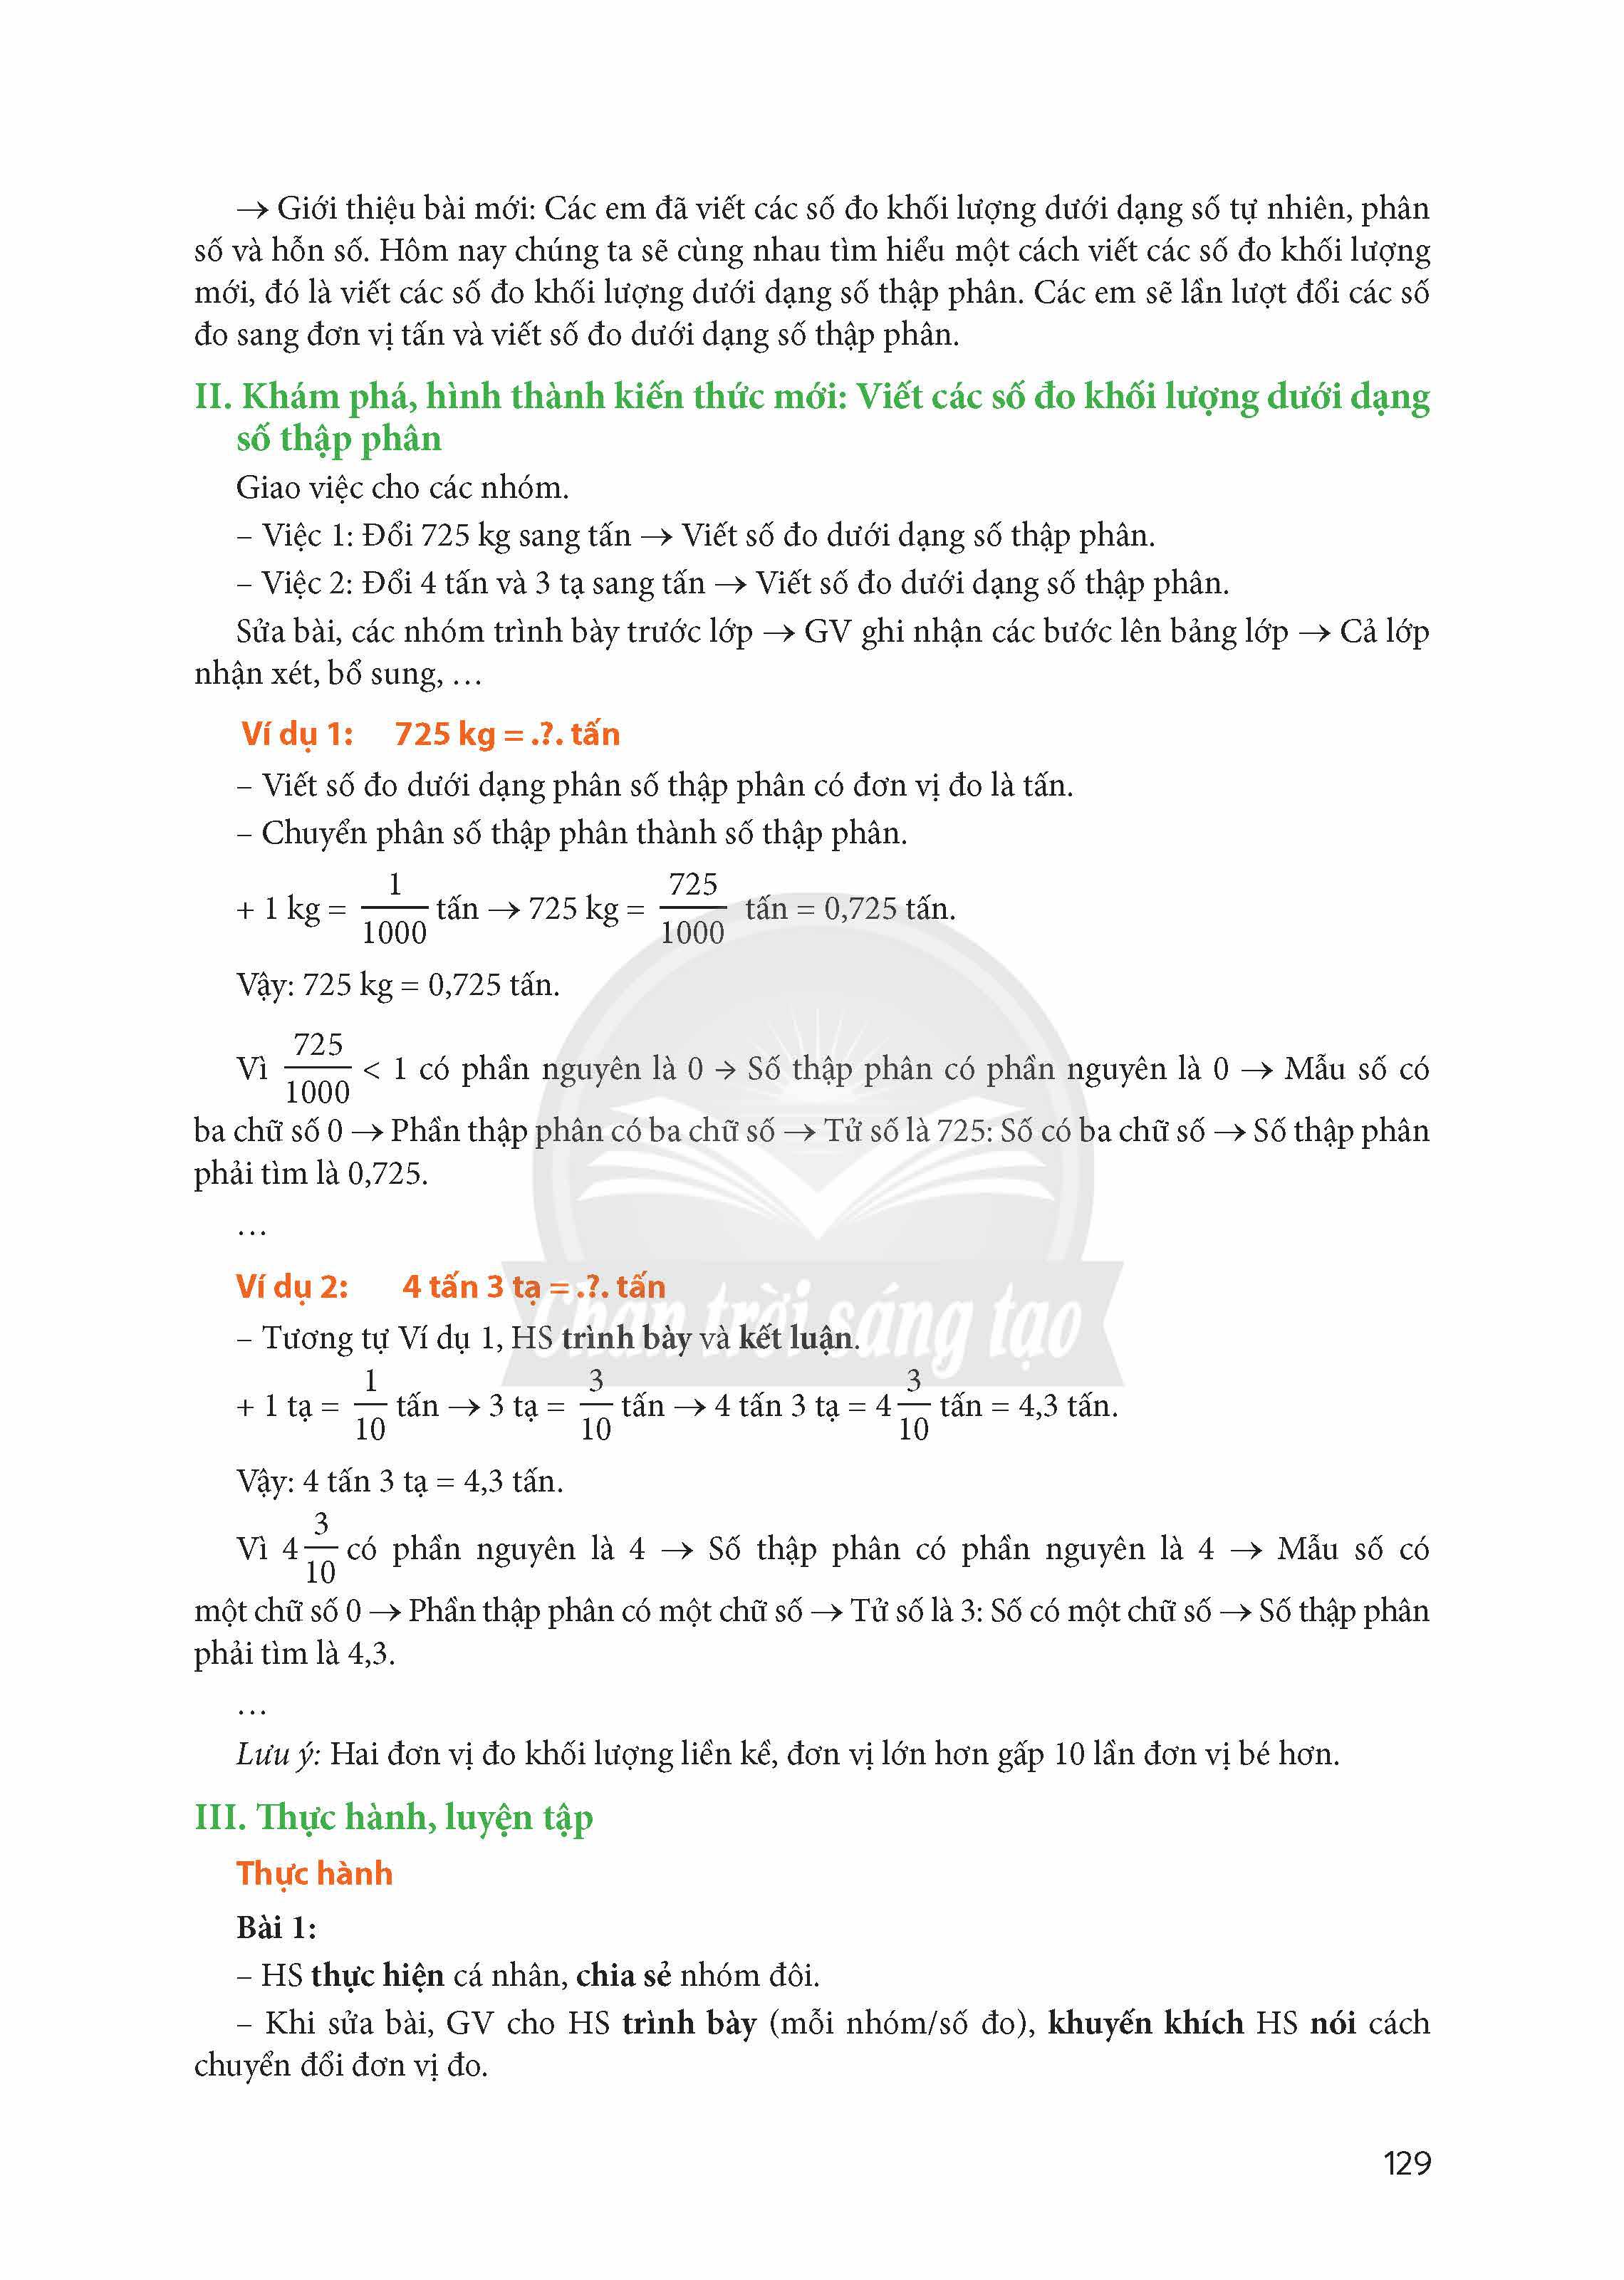 → Giới thiệu bài mới: Các em đã viết các số đo khối lượng dưới dạng số tự nhiên, phân
số và hỗn số. Hôm nay chúng ta sẽ cùng nhau tìm hiểu một cách viết các số đo khối lượng
mới, đó là viết các số đo khối lượng dưới dạng số thập phân. Các em sẽ lần lượt đổi các số
đo sang đơn vị tấn và viết số đo dưới dạng số thập phân.
II. Khám phá, hình thành kiến thức mới: Viết các số đo khối lượng dưới dạng
số thập phân
Giao việc cho các nhóm.
– Việc 1: Đổi 725 kg sang tấn → Viết số đo dưới dạng số thập phân.
– Việc 2: Đổi 4 tấn và 3 tạ sang tấn → Viết số đo dưới dạng số thập phân.
Sửa bài, các nhóm trình bày trước lớp → GV ghi nhận các bước lên bảng lớp → Cả lớp
nhận xét, bổ sung, …
Ví dụ 1: 725 kg = .?. tấn
– Viết số đo dưới dạng phân số thập phân có đơn vị đo là tấn.
– Chuyển phân số thập phân thành số thập phân.
+ 1 kg = 1/1000 tấn → 725 kg = 725/1000 tấn = 0,725 tấn.
Vậy: 725 kg = 0,725 tấn.
Vì 725/1000 < 1 có phần nguyên là 0 → Số thập phân có phần nguyên là 0 → Mẫu số có
ba chữ số 0 → Phần thập phân có ba chữ số → Tử số là 725: Số có ba chữ số → Số thập phân
phải tìm là 0,725.
…
Ví dụ 2: 4 tấn 3 tạ = .?. tấn
– Tương tự Ví dụ 1, HS trình bày và kết luận.
+ 1 tạ = 1/10 tấn → 3 tạ = 3/10 tấn → 4 tấn 3 tạ = 4 3/10 tấn = 4,3 tấn.
Vậy: 4 tấn 3 tạ = 4,3 tấn.
Vì 4 3/10 có phần nguyên là 4 → Số thập phân có phần nguyên là 4 → Mẫu số có
một chữ số 0 → Phần thập phân có một chữ số → Tử số là 3: Số có một chữ số → Số thập phân
phải tìm là 4,3.
…
Lưu ý: Hai đơn vị đo khối lượng liền kề, đơn vị lớn hơn gấp 10 lần đơn vị bé hơn.
III. Thực hành, luyện tập
Thực hành
Bài 1:
– HS thực hiện cá nhân, chia sẻ nhóm đôi.
– Khi sửa bài, GV cho HS trình bày (mỗi nhóm/số đo), khuyến khích HS nói cách
chuyển đổi đơn vị đo.
129
Chân trời sáng tạo